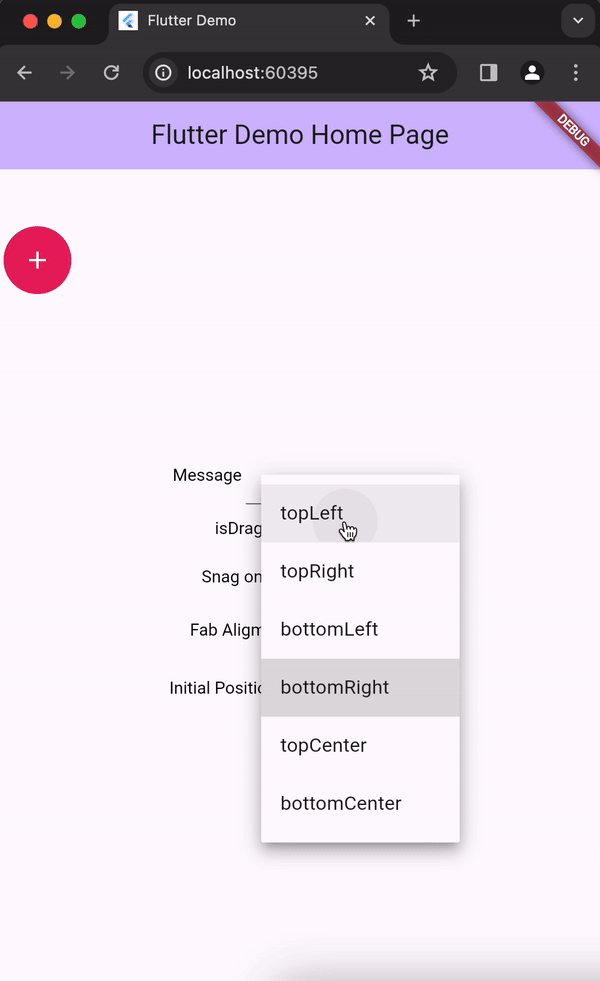 Flutter Demo
localhost:60395
Flutter Demo Home Page
DEBUG
Message
topLeft
isDrag
topRight
Snag on
bottomLeft
Fab Alignm
bottomRight
Initial Positio
topCenter
bottomCenter